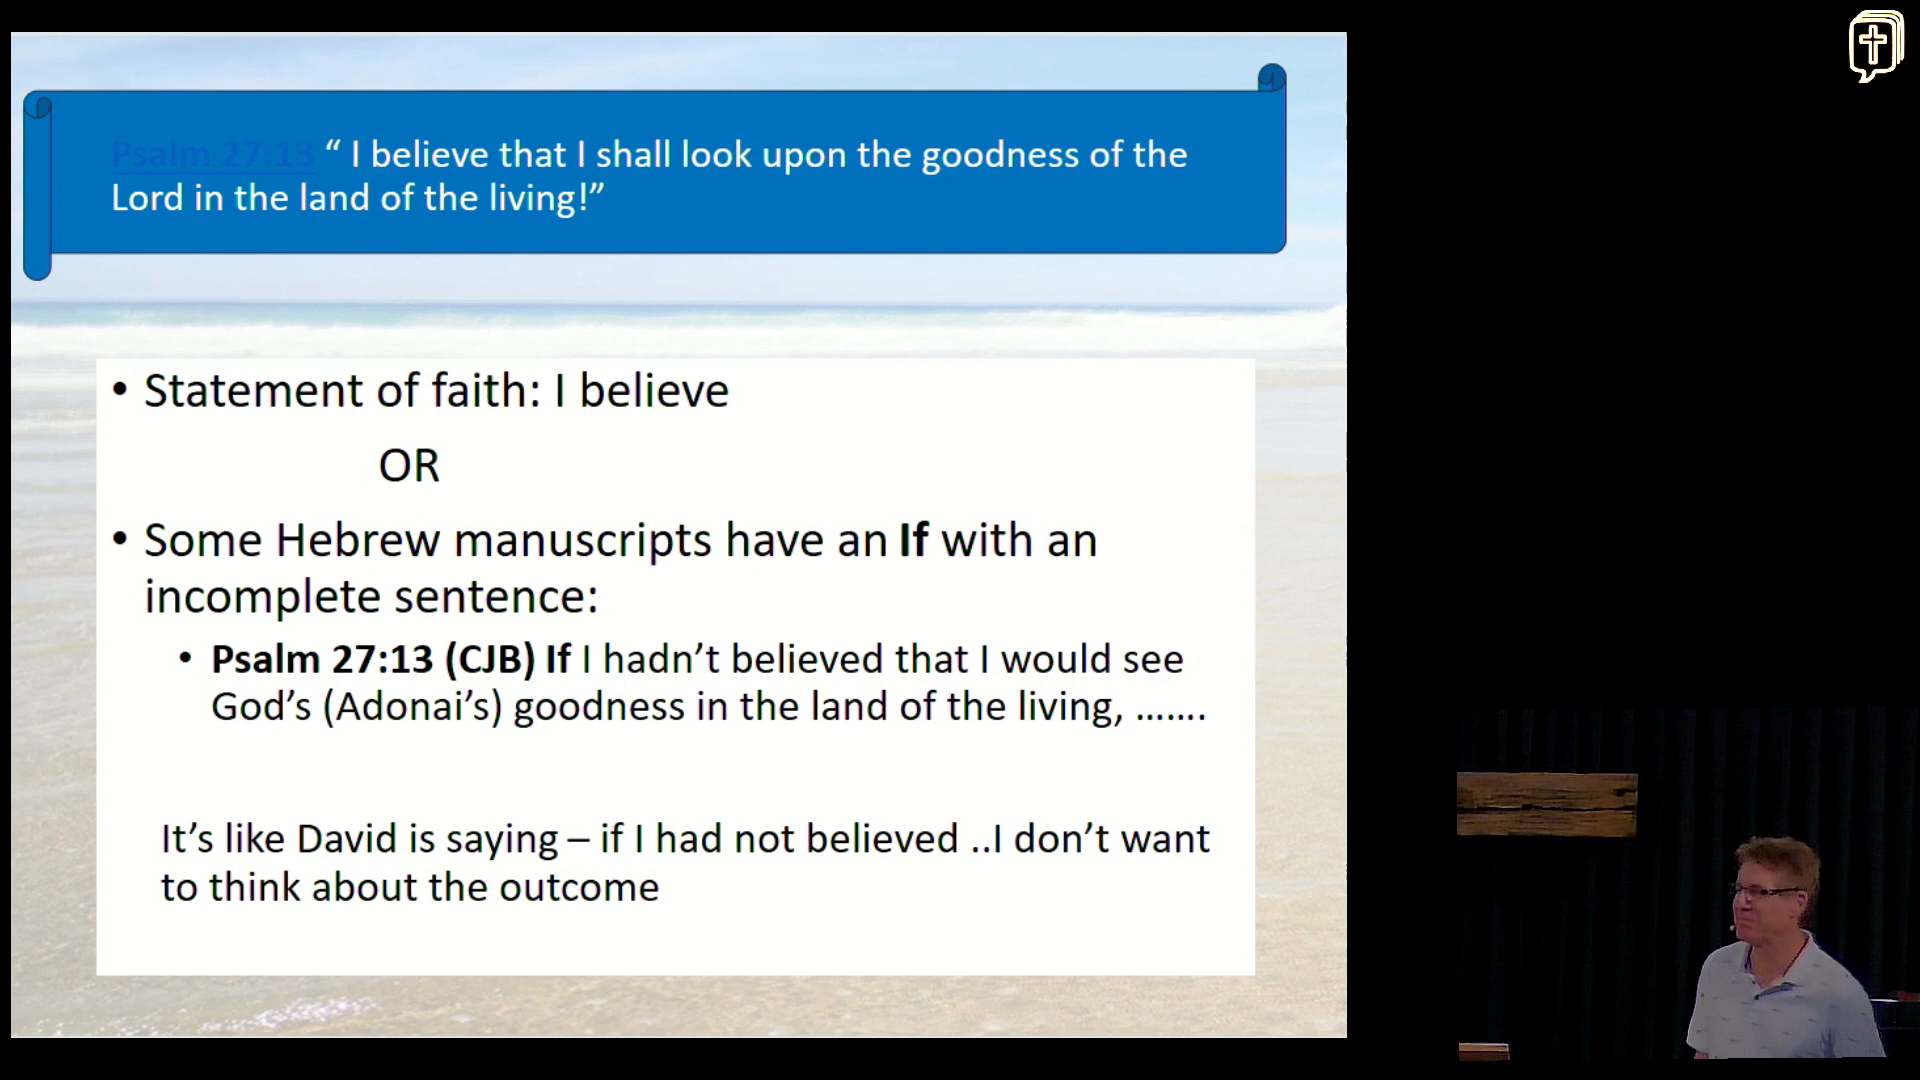 Psalm 27:13 “ I believe that I shall look upon the goodness of the
Lord in the land of the living!”
• Statement of faith: I believe
OR
• Some Hebrew manuscripts have an If with an
incomplete sentence:
• Psalm 27:13 (CJB) If I hadn’t believed that I would see
God’s (Adonai’s) goodness in the land of the living, …….
It’s like David is saying – if I had not believed ..I don’t want
to think about the outcome